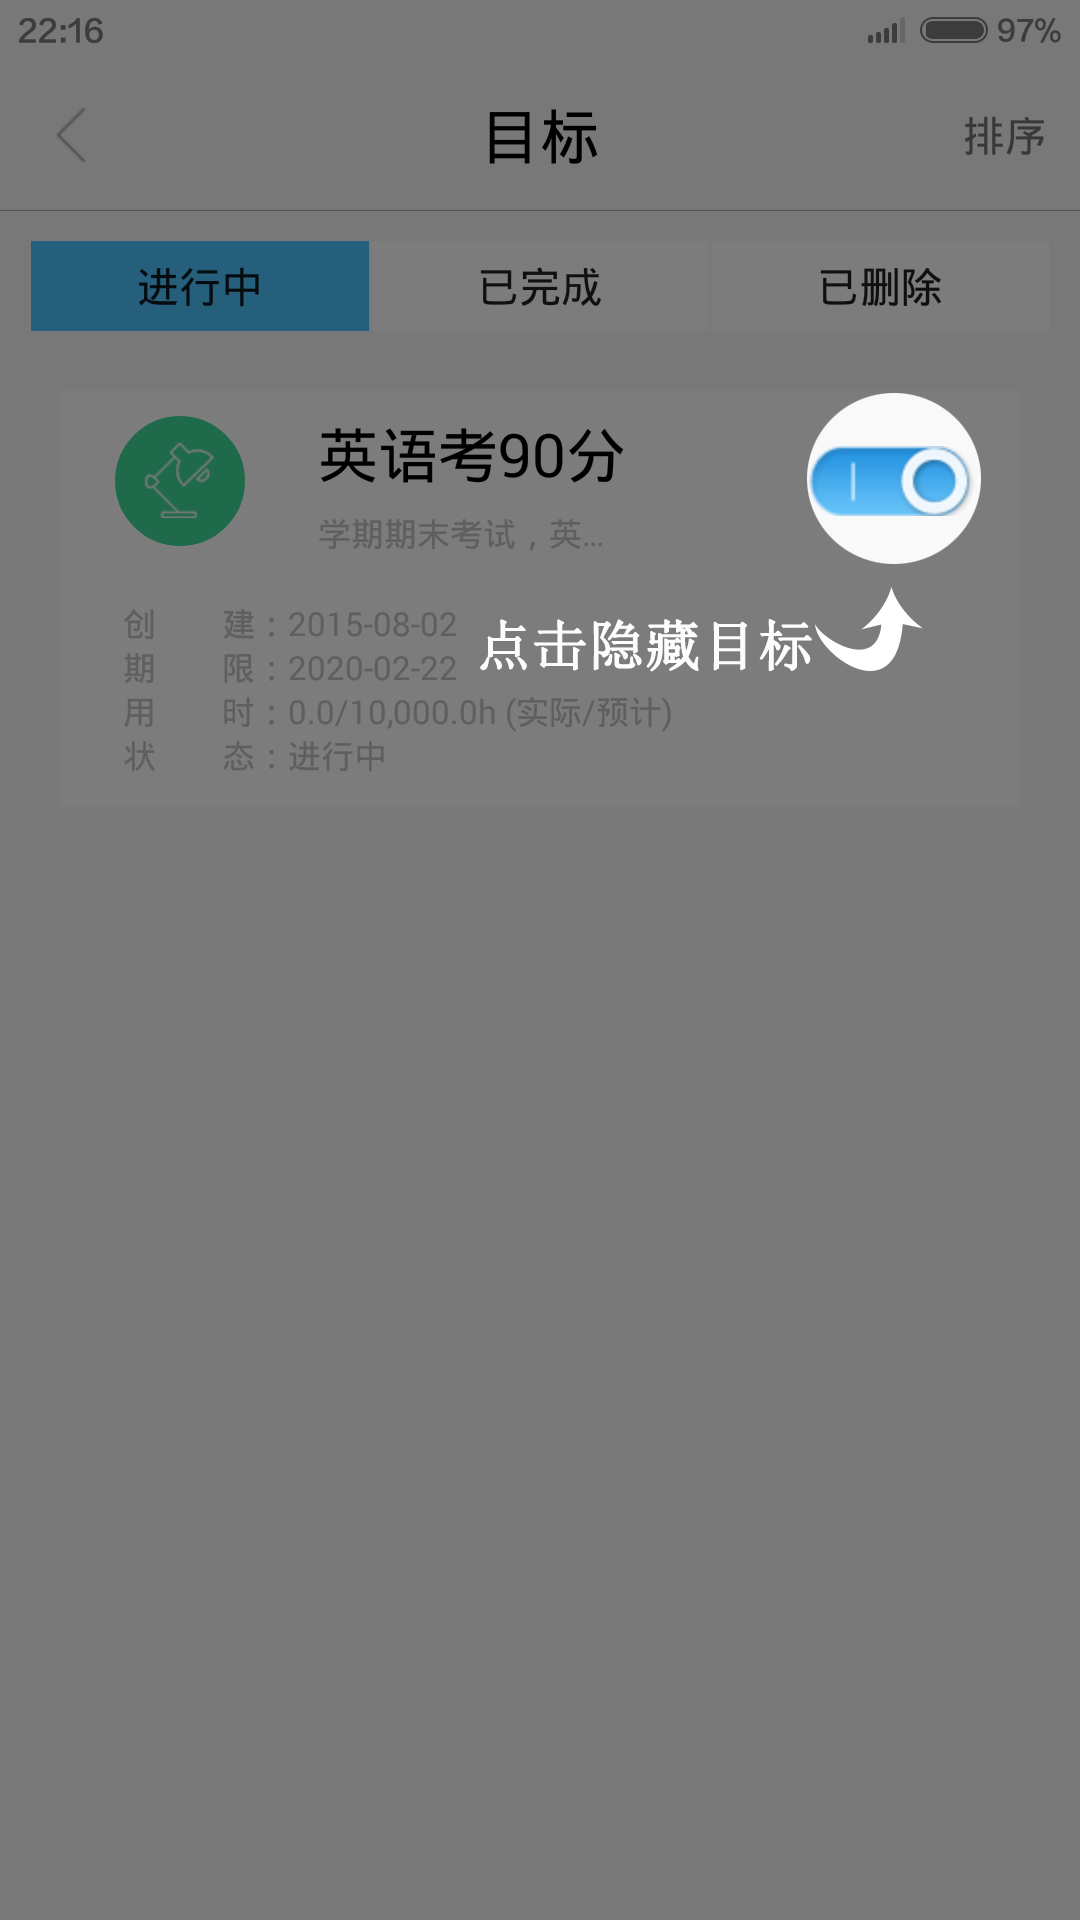 22:16 97%
目标 排序
进行中 已完成 已删除
英语考90分
学期期末考试，英...
创 建：2015-08-02
点击隐藏目标
期 限：2020-02-22
用 时：0.0/10,000.0h (实际/预计)
状 态：进行中